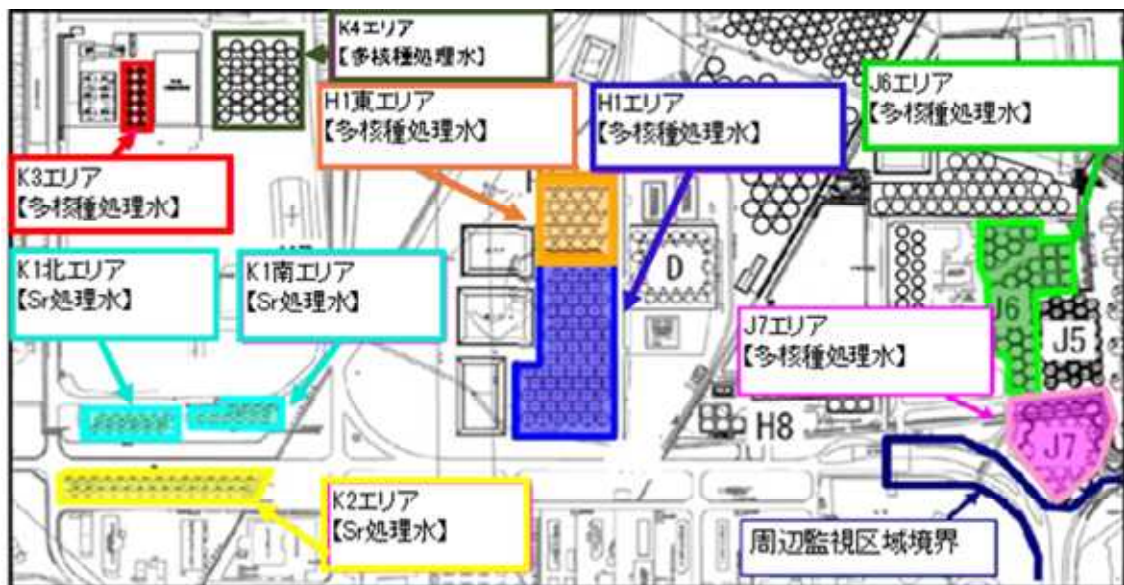 K4エリア
【多核種処理水】
H1東エリア
【多核種処理水】
H1エリア
【多核種処理水】
J6エリア
【多核種処理水】
K3エリア
【多核種処理水】
K1北エリア
【Sr処理水】
K1南エリア
【Sr処理水】
D
J7エリア
【多核種処理水】
J6
J5
H8
J7
K2エリア
【Sr処理水】
周辺監視区域境界